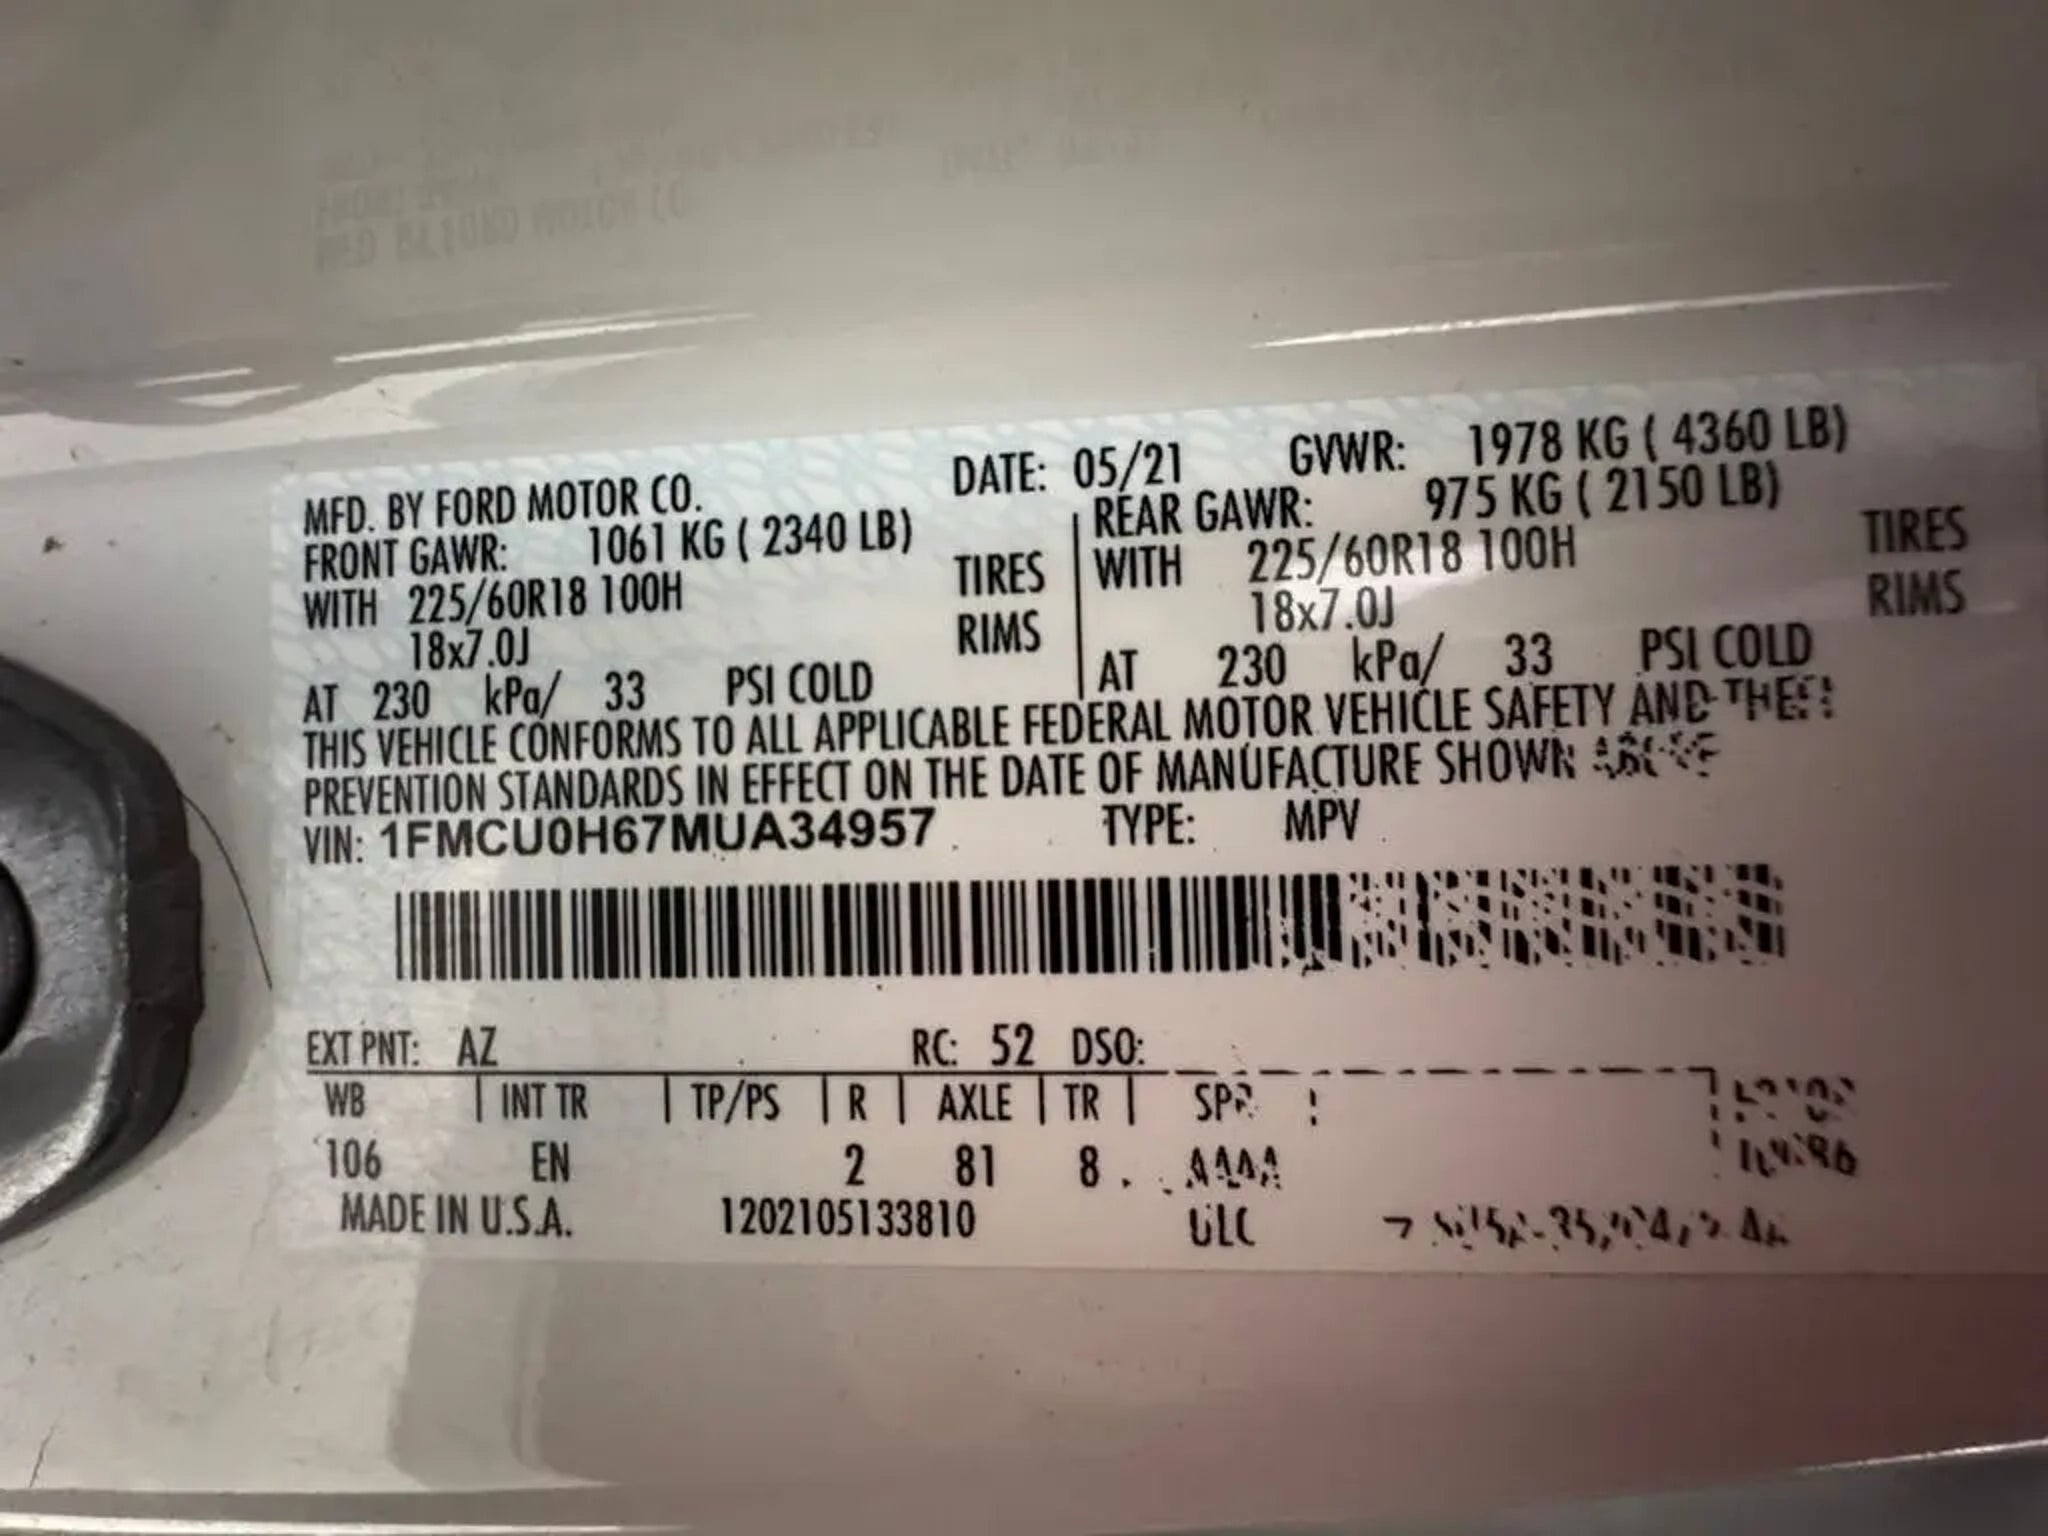 MFD. BY FORD MOTOR CO. DATE: 05/21 GVWR: 1978 KG ( 4360 LB)
FRONT GAWR: 1061 KG ( 2340 LB) REAR GAWR: 975 KG ( 2150 LB)
WITH 225/60R18 100H TIRES WITH 225/60R18 100H TIRES
18x7.0J RIMS 18x7.0J RIMS
AT 230 kPa/ 33 PSI COLD AT 230 kPa/ 33 PSI COLD
THIS VEHICLE CONFORMS TO ALL APPLICABLE FEDERAL MOTOR VEHICLE SAFETY AND THEFT
PREVENTION STANDARDS IN EFFECT ON THE DATE OF MANUFACTURE SHOWN ABOVE
VIN: 1FMCU0H67MUA34957 TYPE: MPV
EXT PNT: AZ RC: 52 DSO:
WB INT TR TP/PS R AXLE TR SPR
106 EN 2 81 8 AAAA
MADE IN U.S.A. 1202105133810 ULC